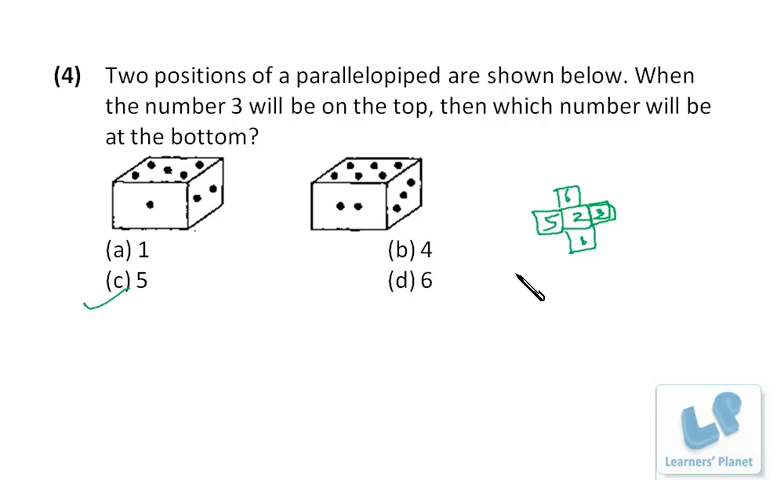 (4) Two positions of a parallelopiped are shown below. When
the number 3 will be on the top, then which number will be
at the bottom?
6
5 2 3
(a) 1 (b) 4
(c) 5 (d) 6
LP
Learners' Planet